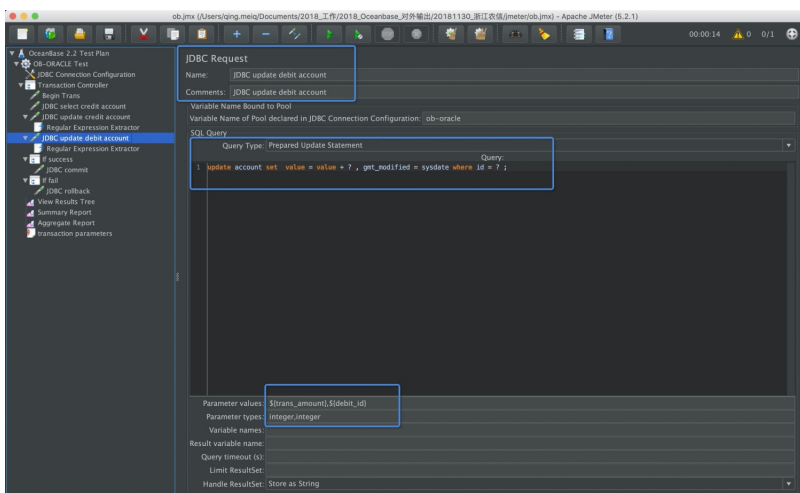 ob.jmx (/Users/qing.meiq/Documents/2018_工作/2018_Oceanbase_对外输出/20181130_浙江农信/jmeter/ob.jmx) - Apache JMeter (5.2.1)
00:00:14 0 0/1
OceanBase 2.2 Test Plan
OB-ORACLE Test
JDBC Connection Configuration
Transaction Controller
Begin Trans
JDBC select credit account
JDBC update credit account
Regular Expression Extractor
JDBC update debit account
Regular Expression Extractor
If success
JDBC commit
If fail
JDBC rollback
View Results Tree
Summary Report
Aggregate Report
transaction parameters
JDBC Request
Name: JDBC update debit account
Comments: JDBC update debit account
Variable Name Bound to Pool
Variable Name of Pool declared in JDBC Connection Configuration: ob-oracle
SQL Query
Query Type: Prepared Update Statement
Query:
1 update account set value = value + ? , gmt_modified = sysdate where id = ? ;
Parameter values: ${trans_amount},${debit_id}
Parameter types: integer,integer
Variable names:
Result variable name:
Query timeout (s):
Limit ResultSet:
Handle ResultSet: Store as String